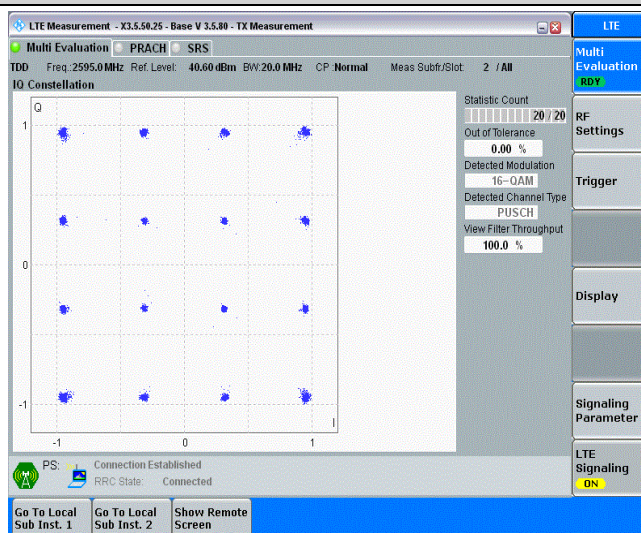 LTE Measurement - X3.5.50.25 - Base V 3.5.80 - TX Measurement
LTE
Multi Evaluation PRACH SRS
TDD Freq.:2595.0 MHz Ref. Level: 40.60 dBm BW:20.0 MHz CP :Normal Meas Subfr./Slot: 2 / All
IQ Constellation
Q
1
0
-1
-1 0 1
I
Statistic Count
20 / 20
Out of Tolerance
0.00 %
Detected Modulation
16-QAM
Detected Channel Type
PUSCH
View Filter Throughput
100.0 %
Multi
Evaluation
RDY
RF
Settings
Trigger
Display
Signaling
Parameter
LTE
Signaling
ON
PS: Connection Established
RRC State: Connected
Go To Local
Sub Inst. 1
Go To Local
Sub Inst. 2
Show Remote
Screen